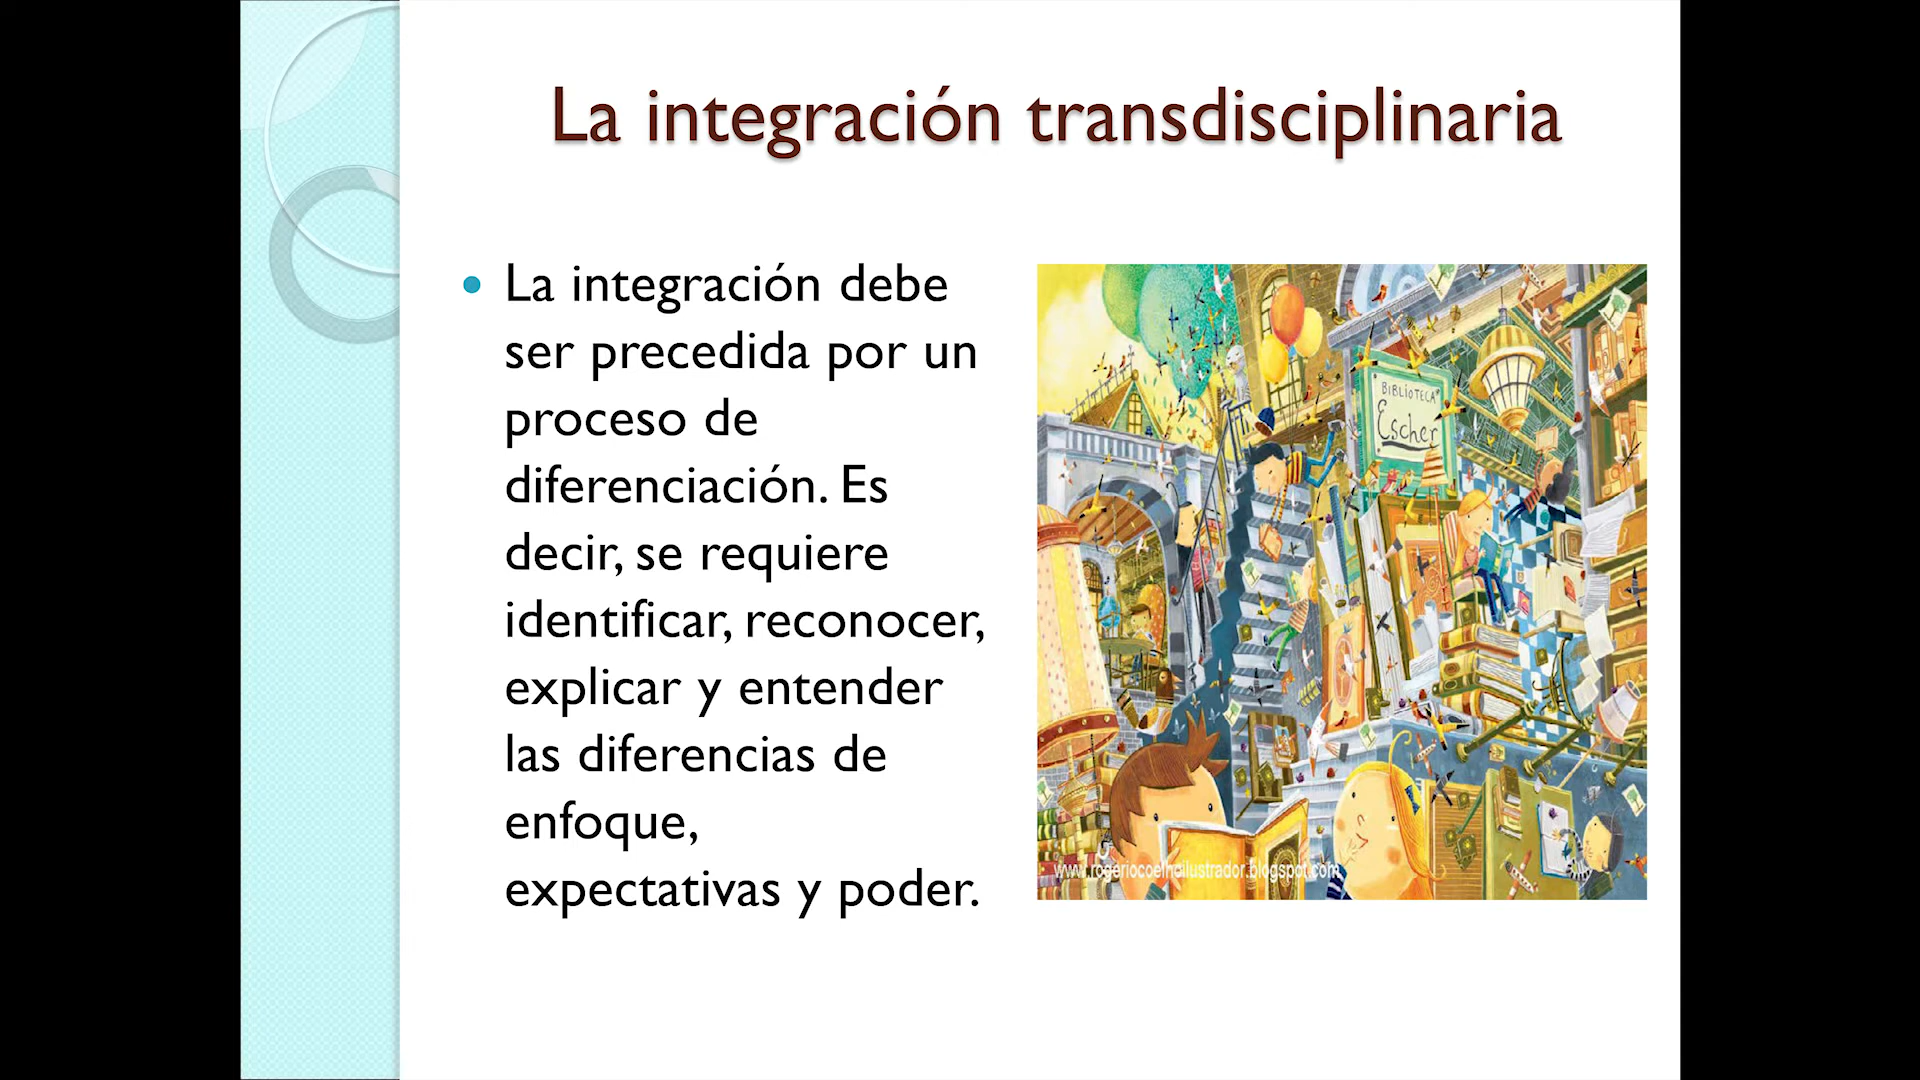 La integración transdisciplinaria
• La integración debe
ser precedida por un
proceso de
diferenciación. Es
decir, se requiere
identificar, reconocer,
explicar y entender
las diferencias de
enfoque,
expectativas y poder.
BIBLIOTECA
Escher
www.rogeriocoelhoilustrador.blogspot.com